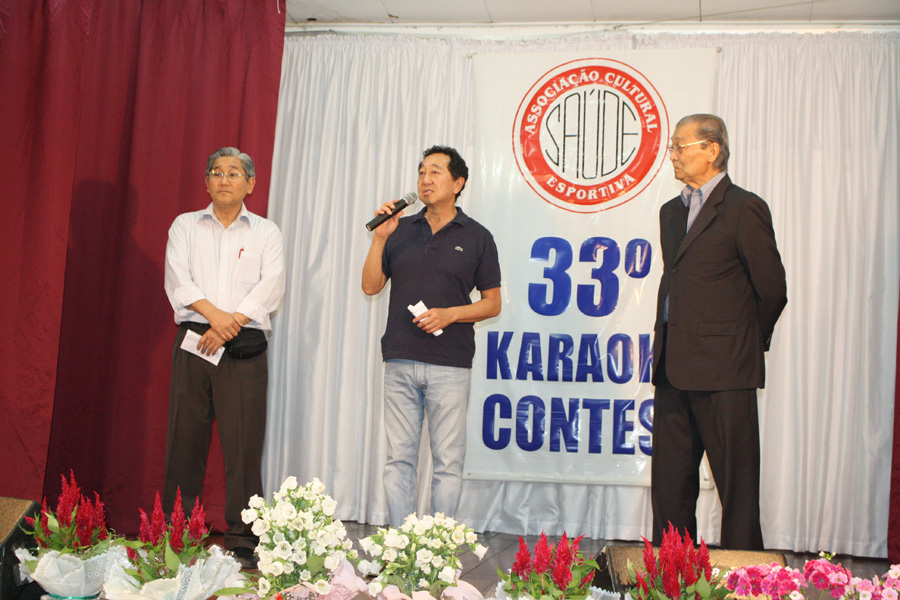 ASSOCIAÇÃO CULTURAL
SAÚDE
ESPORTIVA
33º
KARAOK
CONTES